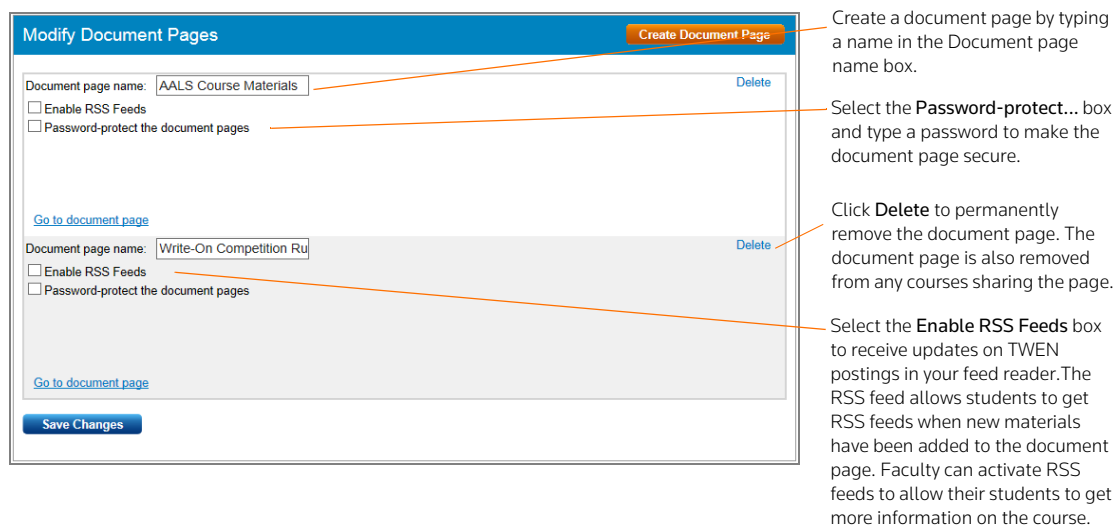 Modify Document Pages
Create Document Page
Document page name: AALS Course Materials
Delete
Enable RSS Feeds
Password-protect the document pages
Go to document page
Document page name: Write-On Competition Ru
Delete
Enable RSS Feeds
Password-protect the document pages
Go to document page
Save Changes
Create a document page by typing
a name in the Document page
name box.
Select the Password-protect... box
and type a password to make the
document page secure.
Click Delete to permanently
remove the document page. The
document page is also removed
from any courses sharing the page.
Select the Enable RSS Feeds box
to receive updates on TWEN
postings in your feed reader.The
RSS feed allows students to get
RSS feeds when new materials
have been added to the document
page. Faculty can activate RSS
feeds to allow their students to get
more information on the course.